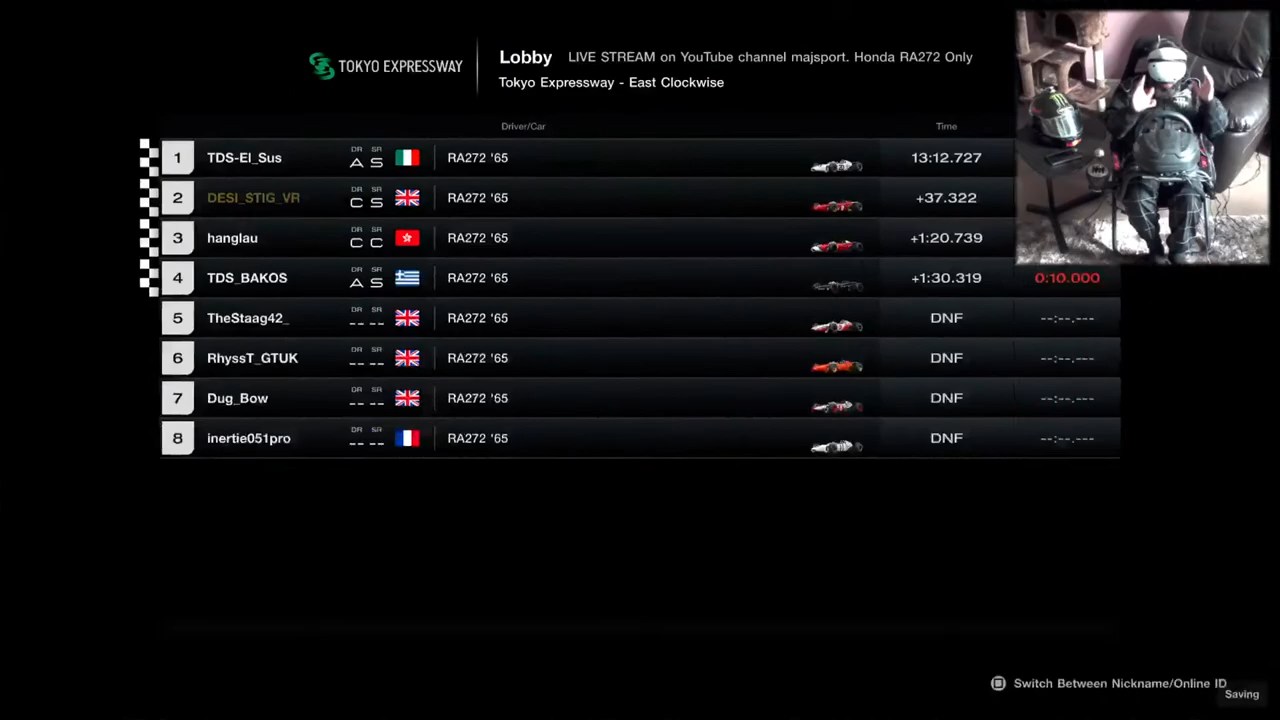 TOKYO EXPRESSWAY
Lobby LIVE STREAM on YouTube channel majsport. Honda RA272 Only
Tokyo Expressway - East Clockwise
Driver/Car Time
1 TDS-El_Sus DR A SR S RA272 '65 13:12.727
2 DESI_STIG_VR DR C SR S RA272 '65 +37.322
3 hanglau DR C SR C RA272 '65 +1:20.739
4 TDS_BAKOS DR A SR S RA272 '65 +1:30.319 0:10.000
5 TheStaag42_ DR -- SR -- RA272 '65 DNF --:--.---
6 RhyssT_GTUK DR -- SR -- RA272 '65 DNF --:--.---
7 Dug_Bow DR -- SR -- RA272 '65 DNF --:--.---
8 inertie051pro DR -- SR -- RA272 '65 DNF --:--.---
Switch Between Nickname/Online ID
Saving